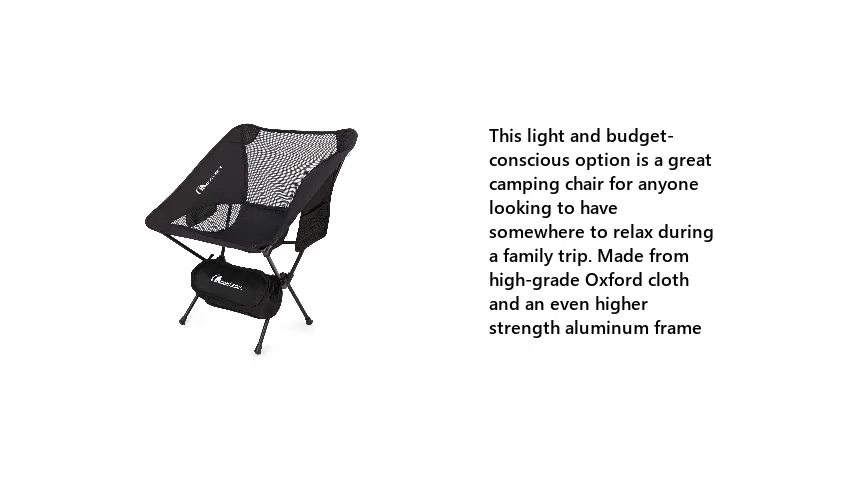 This light and budget-
conscious option is a great
camping chair for anyone
looking to have
somewhere to relax during
a family trip. Made from
high-grade Oxford cloth
and an even higher
strength aluminum frame